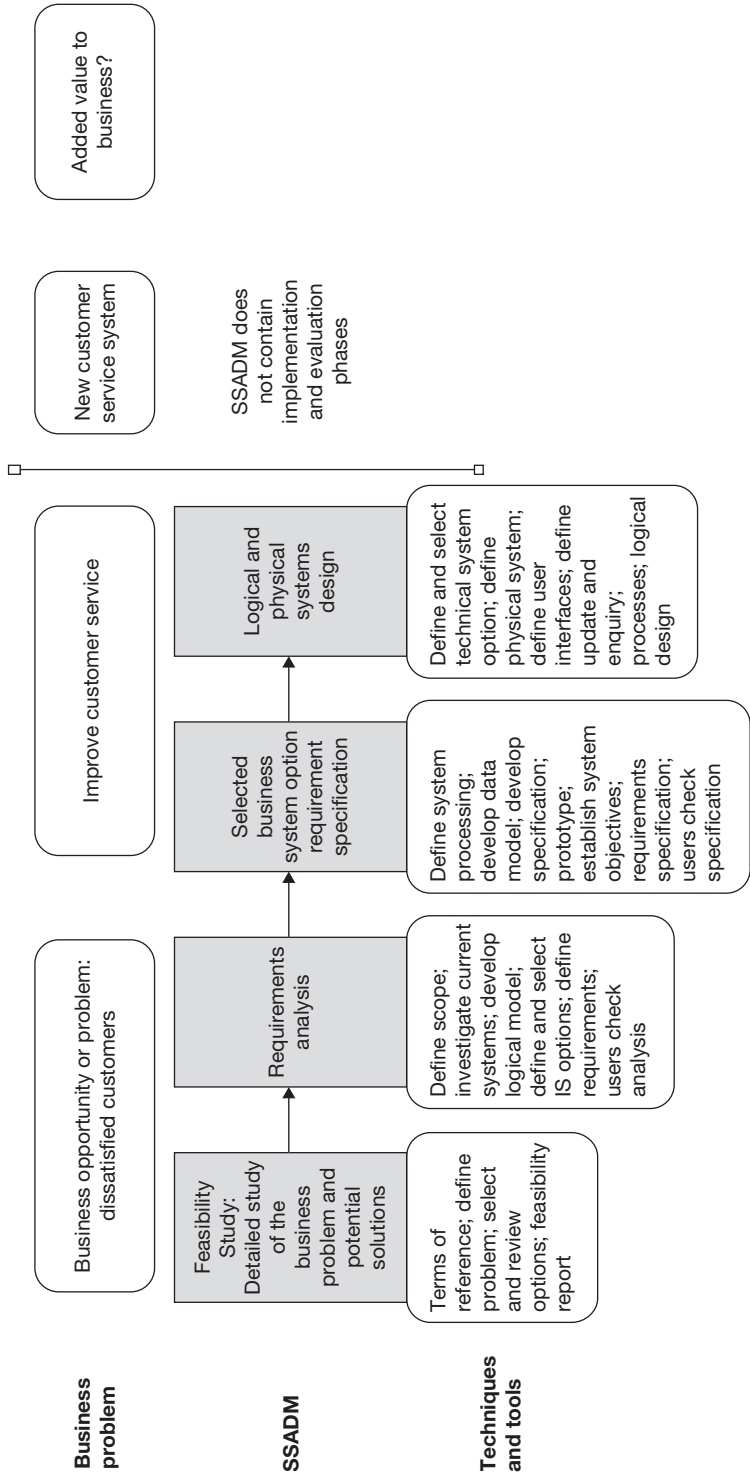 Business
problem
Business opportunity or problem:
dissatisfied customers
Improve customer service
New customer
service system
Added value to
business?
SSADM
Feasibility
Study:
Detailed study
of the
business
problem and
potential
solutions
Requirements
analysis
Selected
business
system option
requirement
specification
Logical and
physical
systems
design
SSADM does
not contain
implementation
and evaluation
phases
Techniques
and tools
Terms of
reference; define
problem; select
and review
options; feasibility
report
Define scope;
investigate current
systems; develop
logical model;
define and select
IS options; define
requirements;
users check
analysis
Define system
processing;
develop data
model; develop
specification;
prototype;
establish system
objectives;
requirements
specification;
users check
specification
Define and select
technical system
option; define
physical system;
define user
interfaces; define
update and
enquiry;
processes; logical
design